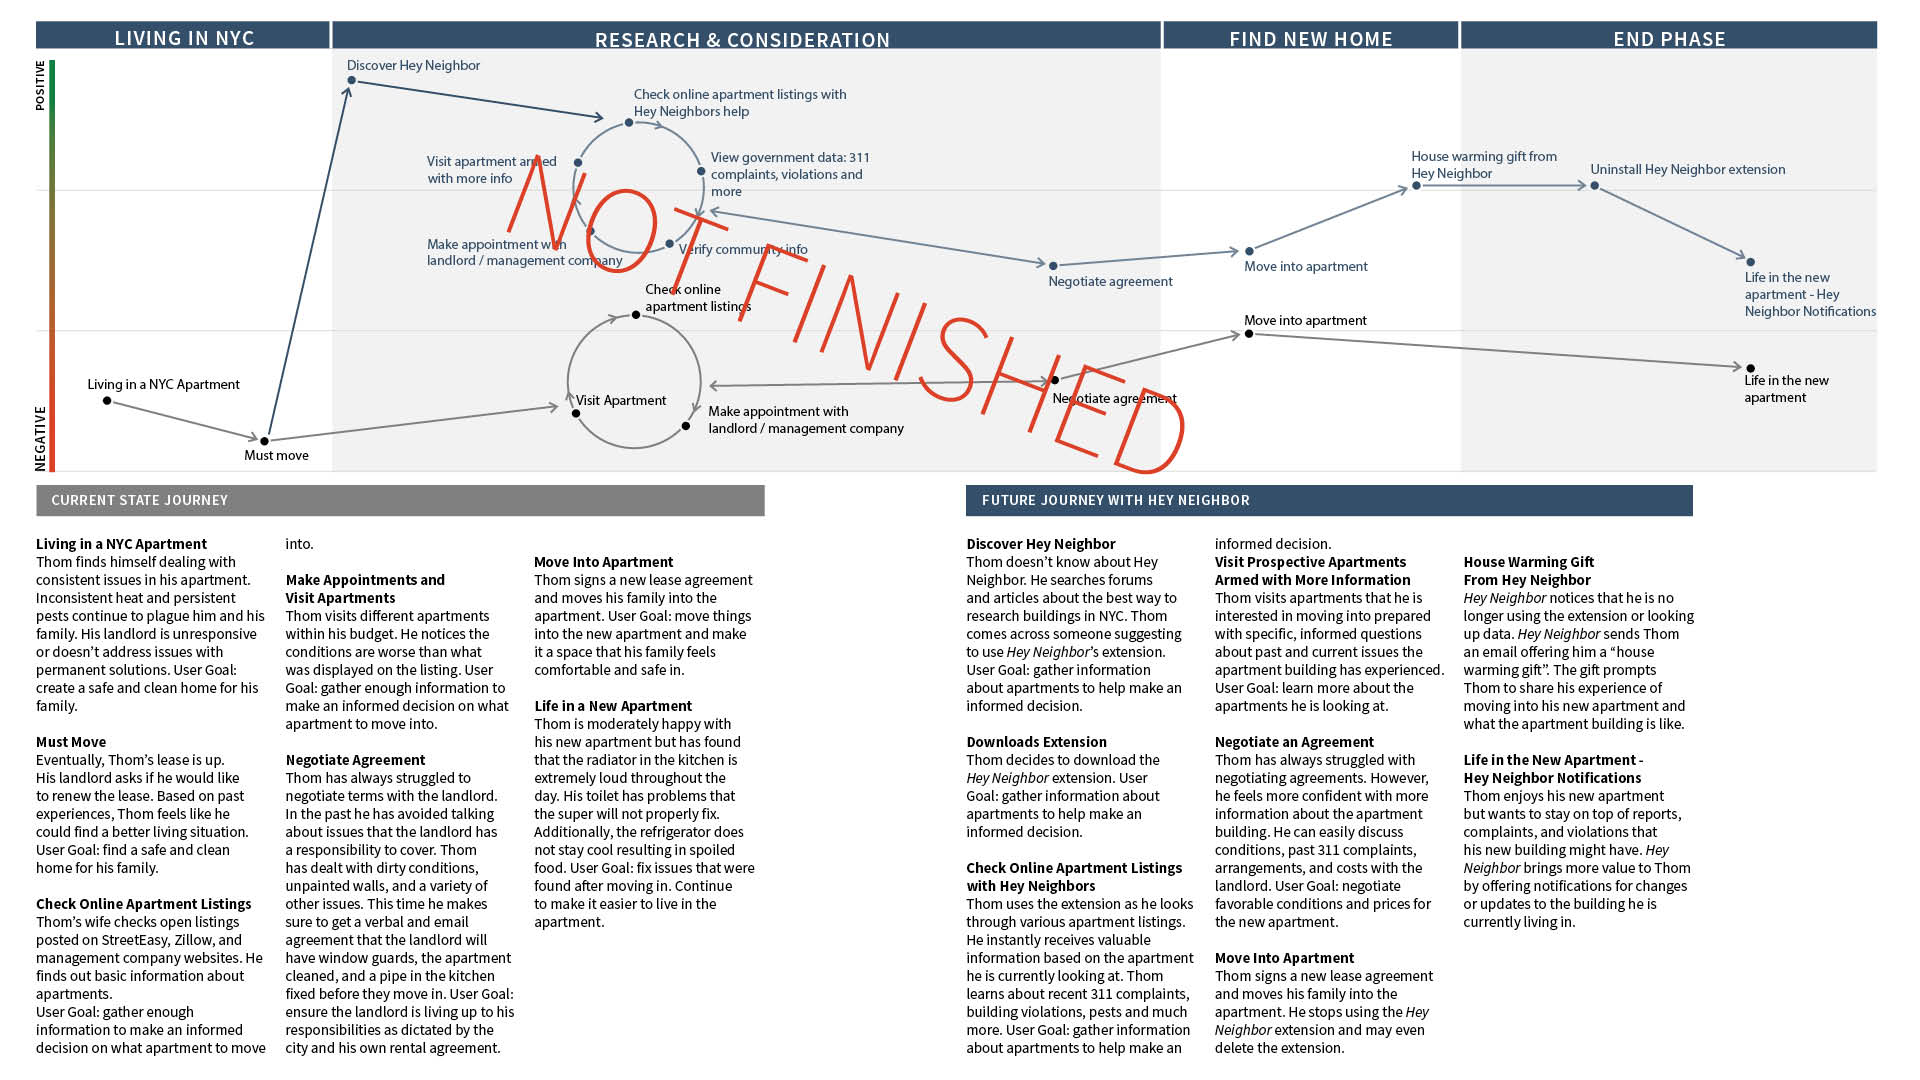 LIVING IN NYC
RESEARCH & CONSIDERATION
FIND NEW HOME
END PHASE
POSITIVE
NEGATIVE
Discover Hey Neighbor
Check online apartment listings with
Hey Neighbors help
Visit apartment armed
with more info
View government data: 311
complaints, violations and
more
Make appointment with
landlord / management company
Verify community info
House warming gift from
Hey Neighbor
Uninstall Hey Neighbor extension
Negotiate agreement
Move into apartment
Life in the new
apartment - Hey
Neighbor Notifications
Check online
apartment listings
Move into apartment
Living in a NYC Apartment
Must move
Visit Apartment
Make appointment with
landlord / management company
Negotiate agreement
Life in the new
apartment
NOT FINISHED
CURRENT STATE JOURNEY
Living in a NYC Apartment
Thom finds himself dealing with
consistent issues in his apartment.
Inconsistent heat and persistent
pests continue to plague him and his
family. His landlord is unresponsive
or doesn’t address issues with
permanent solutions. User Goal:
create a safe and clean home for his
family.
Must Move
Eventually, Thom’s lease is up.
His landlord asks if he would like
to renew the lease. Based on past
experiences, Thom feels like he
could find a better living situation.
User Goal: find a safe and clean
home for his family.
Check Online Apartment Listings
Thom’s wife checks open listings
posted on StreetEasy, Zillow, and
management company websites. He
finds out basic information about
apartments.
User Goal: gather enough
information to make an informed
decision on what apartment to move
into.
Make Appointments and
Visit Apartments
Thom visits different apartments
within his budget. He notices the
conditions are worse than what
was displayed on the listing. User
Goal: gather enough information to
make an informed decision on what
apartment to move into.
Negotiate Agreement
Thom has always struggled to
negotiate terms with the landlord.
In the past he has avoided talking
about issues that the landlord has
a responsibility to cover. Thom
has dealt with dirty conditions,
unpainted walls, and a variety of
other issues. This time he makes
sure to get a verbal and email
agreement that the landlord will
have window guards, the apartment
cleaned, and a pipe in the kitchen
fixed before they move in. User Goal:
ensure the landlord is living up to his
responsibilities as dictated by the
city and his own rental agreement.
Move Into Apartment
Thom signs a new lease agreement
and moves his family into the
apartment. User Goal: move things
into the new apartment and make
it a space that his family feels
comfortable and safe in.
Life in a New Apartment
Thom is moderately happy with
his new apartment but has found
that the radiator in the kitchen is
extremely loud throughout the
day. His toilet has problems that
the super will not properly fix.
Additionally, the refrigerator does
not stay cool resulting in spoiled
food. User Goal: fix issues that were
found after moving in. Continue
to make it easier to live in the
apartment.
FUTURE JOURNEY WITH HEY NEIGHBOR
Discover Hey Neighbor
Thom doesn’t know about Hey
Neighbor. He searches forums
and articles about the best way to
research buildings in NYC. Thom
comes across someone suggesting
to use Hey Neighbor’s extension.
User Goal: gather information
about apartments to help make an
informed decision.
Downloads Extension
Thom decides to download the
Hey Neighbor extension. User
Goal: gather information about
apartments to help make an
informed decision.
Check Online Apartment Listings
with Hey Neighbors
Thom uses the extension as he looks
through various apartment listings.
He instantly receives valuable
information based on the apartment
he is currently looking at. Thom
learns about recent 311 complaints,
building violations, pests and much
more. User Goal: gather information
about apartments to help make an
informed decision.
Visit Prospective Apartments
Armed with More Information
Thom visits apartments that he is
interested in moving into prepared
with specific, informed questions
about past and current issues the
apartment building has experienced.
User Goal: learn more about the
apartments he is looking at.
Negotiate an Agreement
Thom has always struggled with
negotiating agreements. However,
he feels more confident with more
information about the apartment
building. He can easily discuss
conditions, past 311 complaints,
arrangements, and costs with the
landlord. User Goal: negotiate
favorable conditions and prices for
the new apartment.
Move Into Apartment
Thom signs a new lease agreement
and moves his family into the
apartment. He stops using the Hey
Neighbor extension and may even
delete the extension.
House Warming Gift
From Hey Neighbor
Hey Neighbor notices that he is no
longer using the extension or looking
up data. Hey Neighbor sends Thom
an email offering him a “house
warming gift”. The gift prompts
Thom to share his experience of
moving into his new apartment and
what the apartment building is like.
Life in the New Apartment -
Hey Neighbor Notifications
Thom enjoys his new apartment
but wants to stay on top of reports,
complaints, and violations that
his new building might have. Hey
Neighbor brings more value to Thom
by offering notifications for changes
or updates to the building he is
currently living in.